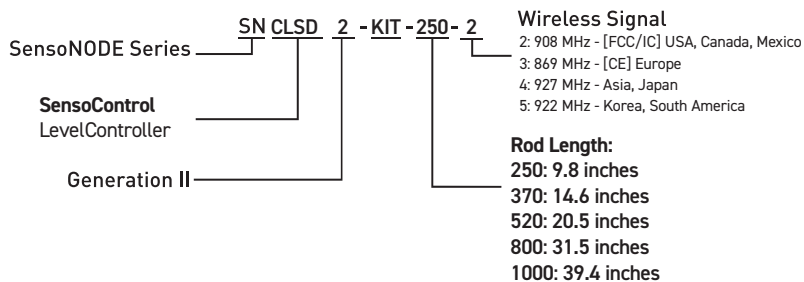 SN CLSD 2 - KIT - 250 - 2
SensoNODE Series
SensoControl
LevelController
Generation II
Wireless Signal
2: 908 MHz - [FCC/IC] USA, Canada, Mexico
3: 869 MHz - [CE] Europe
4: 927 MHz - Asia, Japan
5: 922 MHz - Korea, South America
Rod Length:
250: 9.8 inches
370: 14.6 inches
520: 20.5 inches
800: 31.5 inches
1000: 39.4 inches